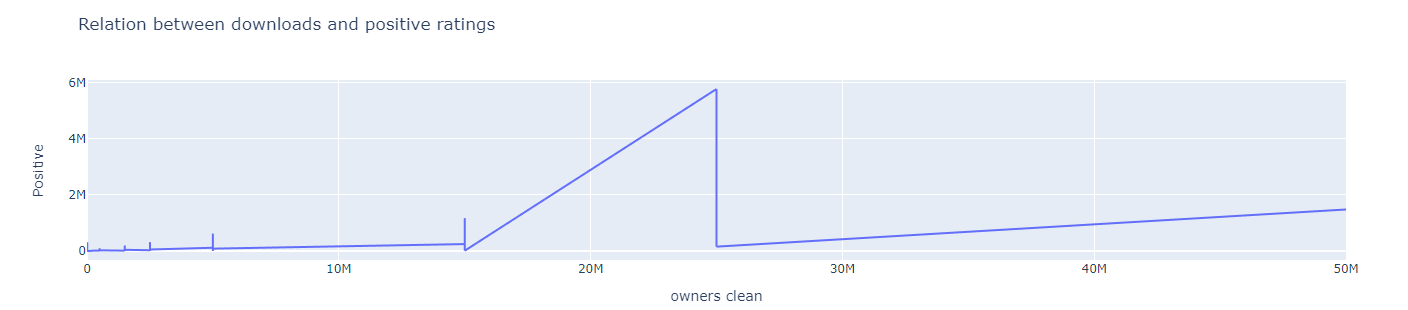 Relation between downloads and positive ratings
6M
4M
2M
0
Positive
0
10M
20M
30M
40M
50M
owners clean